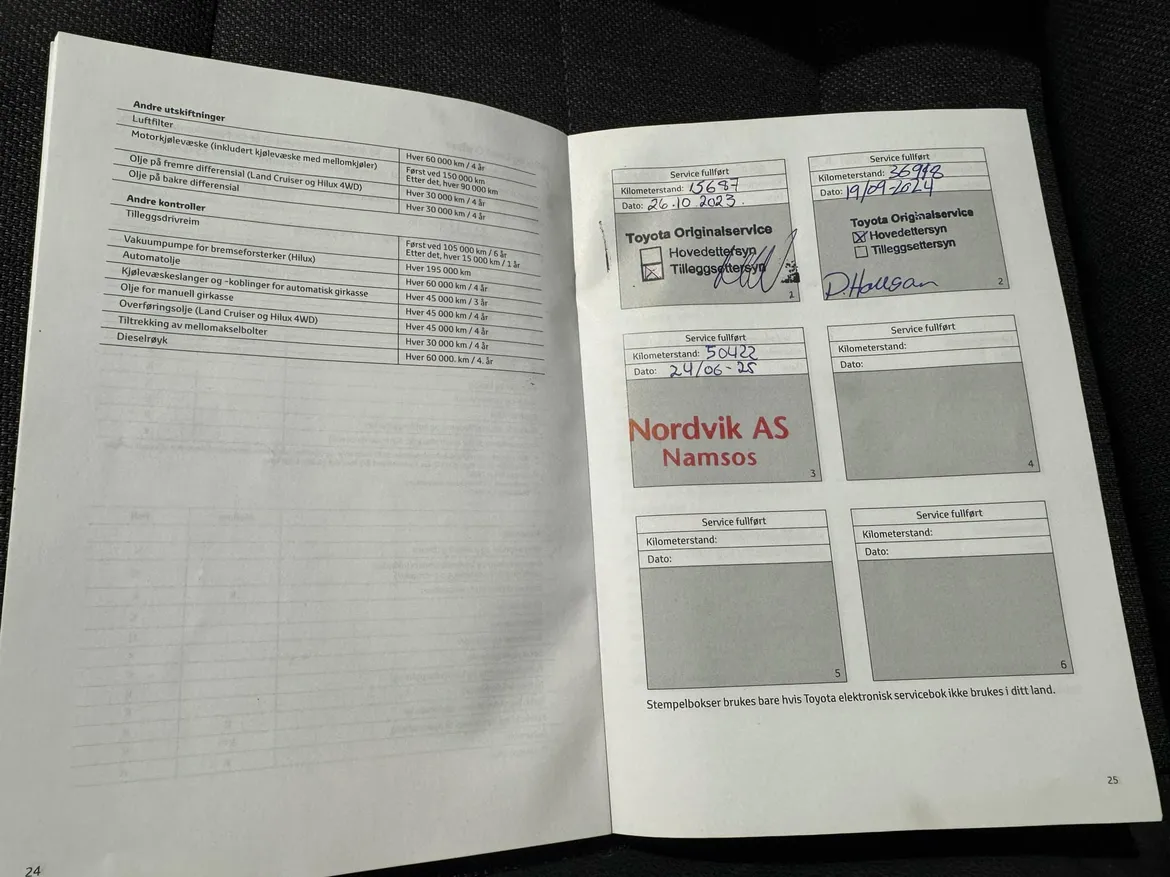 Andre utskiftninger
Luftfilter Hver 60 000 km / 4 år
Motorkjølevæske (inkludert kjølevæske med mellomkjøler) Først ved 150 000 km
Etter det, hver 90 000 km
Olje på fremre differensial (Land Cruiser og Hilux 4WD) Hver 30 000 km / 4 år
Olje på bakre differensial Hver 30 000 km / 4 år
Andre kontroller
Tilleggsdrivreim Først ved 105 000 km / 6 år
Etter det, hver 15 000 km / 1 år
Vakuumpumpe for bremseforsterker (Hilux) Hver 195 000 km
Automatolje Hver 60 000 km / 4 år
Kjølevæskeslanger og -koblinger for automatisk girkasse Hver 45 000 km / 3 år
Olje for manuell girkasse Hver 45 000 km / 4 år
Overføringsolje (Land Cruiser og Hilux 4WD) Hver 45 000 km / 4 år
Tiltrekking av mellomakselbolter Hver 30 000 km / 4 år
Dieselrøyk Hver 60 000. km / 4. år
24
Service fullført
Kilometerstand: 15687
Dato: 26.10.2023.
Toyota Originalservice
Hovedettersyn
Tilleggsettersyn
1
Service fullført
Kilometerstand: 36998
Dato: 19/09-2024
Toyota Originalservice
Hovedettersyn
Tilleggsettersyn
2
Service fullført
Kilometerstand: 50422
Dato: 24/06-25
Nordvik AS
Namsos
3
Service fullført
Kilometerstand:
Dato:
4
Service fullført
Kilometerstand:
Dato:
5
Service fullført
Kilometerstand:
Dato:
6
Stempelbokser brukes bare hvis Toyota elektronisk servicebok ikke brukes i ditt land.
25